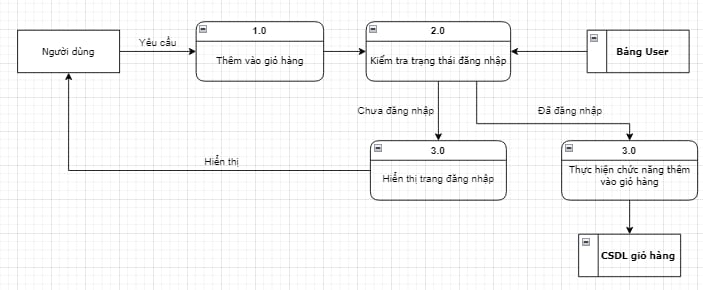 1.0
2.0
Người dùng
Yêu cầu
Thêm vào giỏ hàng
Kiểm tra trạng thái đăng nhập
Bảng User
Chưa đăng nhập
Đã đăng nhập
3.0
3.0
Hiển thị
Hiển thị trang đăng nhập
Thực hiện chức năng thêm
vào giỏ hàng
CSDL giỏ hàng